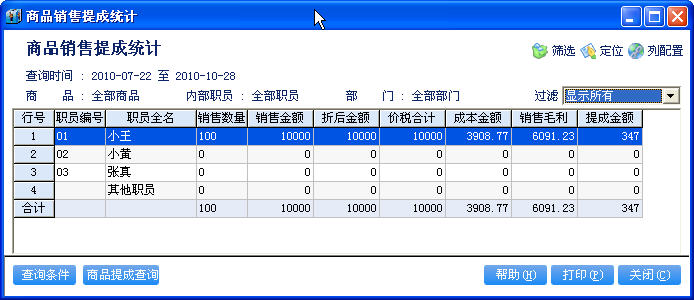 商品销售提成统计
商品销售提成统计
筛选 定位 列配置
查询时间 : 2010-07-22 至 2010-10-28
商 品 : 全部商品 内部职员 : 全部职员 部 门 : 全部部门 过滤 显示所有
行号 职员编号 职员全名 销售数量 销售金额 折后金额 价税合计 成本金额 销售毛利 提成金额
1 01 小王 100 10000 10000 10000 3908.77 6091.23 347
2 02 小黄 0 0 0 0 0 0 0
3 03 张真 0 0 0 0 0 0 0
4 其他职员 0 0 0 0 0 0 0
合计 100 10000 10000 10000 3908.77 6091.23 347
查询条件 商品提成查询 帮助(H) 打印(P) 关闭(C)